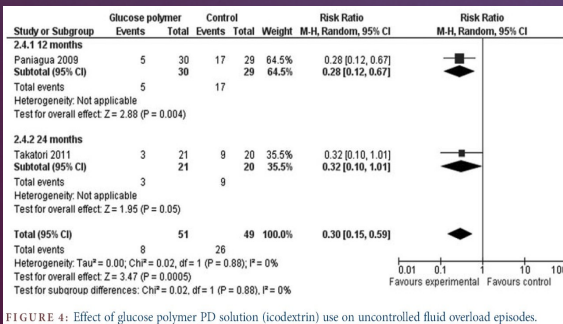 Glucose polymer Control Risk Ratio Risk Ratio
Study or Subgroup Events Total Events Total Weight M-H, Random, 95% CI M-H, Random, 95% CI
2.4.1 12 months
Paniagua 2009 5 30 17 29 64.5% 0.28 [0.12, 0.67]
Subtotal (95% CI) 30 29 64.5% 0.28 [0.12, 0.67]
Total events 5 17
Heterogeneity: Not applicable
Test for overall effect: Z = 2.88 (P = 0.004)
2.4.2 24 months
Takatori 2011 3 21 9 20 35.5% 0.32 [0.10, 1.01]
Subtotal (95% CI) 21 20 35.5% 0.32 [0.10, 1.01]
Total events 3 9
Heterogeneity: Not applicable
Test for overall effect: Z = 1.95 (P = 0.05)
Total (95% CI) 51 49 100.0% 0.30 [0.15, 0.59]
Total events 8 26
Heterogeneity: Tau² = 0.00; Chi² = 0.02, df = 1 (P = 0.88); I² = 0%
Test for overall effect: Z = 3.47 (P = 0.0005)
Test for subgroup differences: Chi² = 0.02, df = 1 (P = 0.88), I² = 0%
0.01 0.1 1 10 100
Favours experimental Favours control
FIGURE 4: Effect of glucose polymer PD solution (icodextrin) use on uncontrolled fluid overload episodes.